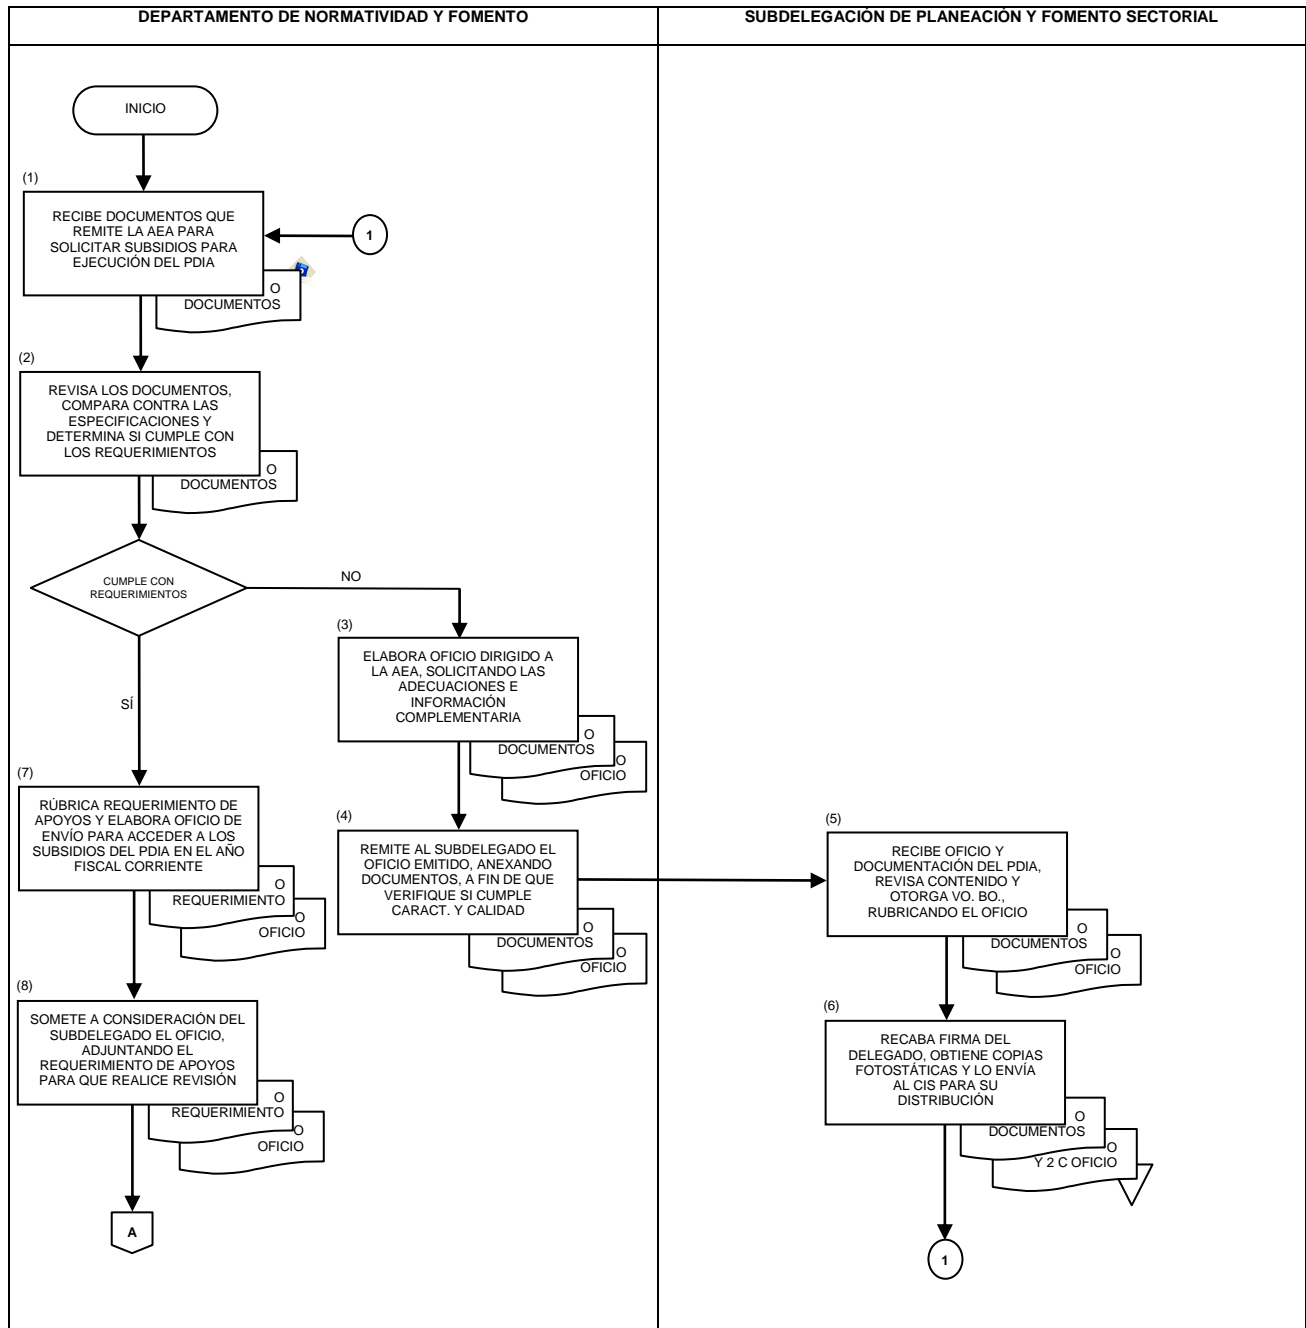 DEPARTAMENTO DE NORMATIVIDAD Y FOMENTO
SUBDELEGACIÓN DE PLANEACIÓN Y FOMENTO SECTORIAL
INICIO
(1)
RECIBE DOCUMENTOS QUE
REMITE LA AEA PARA
SOLICITAR SUBSIDIOS PARA
EJECUCIÓN DEL PDIA
1
O
DOCUMENTOS
(2)
REVISA LOS DOCUMENTOS,
COMPARA CONTRA LAS
ESPECIFICACIONES Y
DETERMINA SI CUMPLE CON
LOS REQUERIMIENTOS
O
DOCUMENTOS
CUMPLE CON
REQUERIMIENTOS
NO
SÍ
(3)
ELABORA OFICIO DIRIGIDO A
LA AEA, SOLICITANDO LAS
ADECUACIONES E
INFORMACIÓN
COMPLEMENTARIA
O
DOCUMENTOS
O
OFICIO
(4)
REMITE AL SUBDELEGADO EL
OFICIO EMITIDO, ANEXANDO
DOCUMENTOS, A FIN DE QUE
VERIFIQUE SI CUMPLE
CARACT. Y CALIDAD
O
DOCUMENTOS
O
OFICIO
(5)
RECIBE OFICIO Y
DOCUMENTACIÓN DEL PDIA,
REVISA CONTENIDO Y
OTORGA VO. BO.,
RUBRICANDO EL OFICIO
O
DOCUMENTOS
O
OFICIO
(6)
RECABA FIRMA DEL
DELEGADO, OBTIENE COPIAS
FOTOSTÁTICAS Y LO ENVÍA
AL CIS PARA SU
DISTRIBUCIÓN
O
DOCUMENTOS
O
Y 2 C OFICIO
1
(7)
RÚBRICA REQUERIMIENTO DE
APOYOS Y ELABORA OFICIO DE
ENVÍO PARA ACCEDER A LOS
SUBSIDIOS DEL PDIA EN EL AÑO
FISCAL CORRIENTE
O
REQUERIMIENTO
O
OFICIO
(8)
SOMETE A CONSIDERACIÓN DEL
SUBDELEGADO EL OFICIO,
ADJUNTANDO EL
REQUERIMIENTO DE APOYOS
PARA QUE REALICE REVISIÓN
O
REQUERIMIENTO
O
OFICIO
A